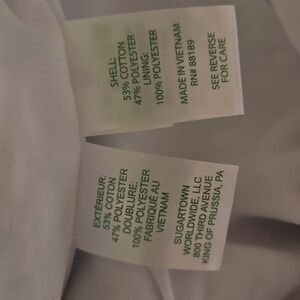 SHELL:
53% COTTON
47% POLYESTER
LINING:
100% POLYESTER
MADE IN VIETNAM
RN# 88189
SEE REVERSE
FOR CARE
EXTÉRIEUR:
53% COTON
47% POLYESTER
DOUBLURE:
100% POLYESTER
FABRIQUÉ AU
VIETNAM
SUGARTOWN
WORLDWIDE, LLC
800 THIRD AVENUE
KING OF PRUSSIA, PA